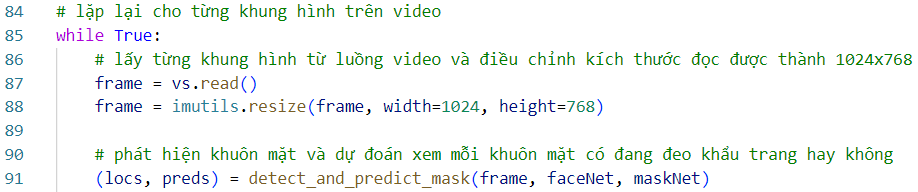 84 # lặp lại cho từng khung hình trên video
85 while True:
86 # lấy từng khung hình từ luồng video và điều chỉnh kích thước đọc được thành 1024x768
87 frame = vs.read()
88 frame = imutils.resize(frame, width=1024, height=768)
89
90 # phát hiện khuôn mặt và dự đoán xem mỗi khuôn mặt có đang đeo khẩu trang hay không
91 (locs, preds) = detect_and_predict_mask(frame, faceNet, maskNet)